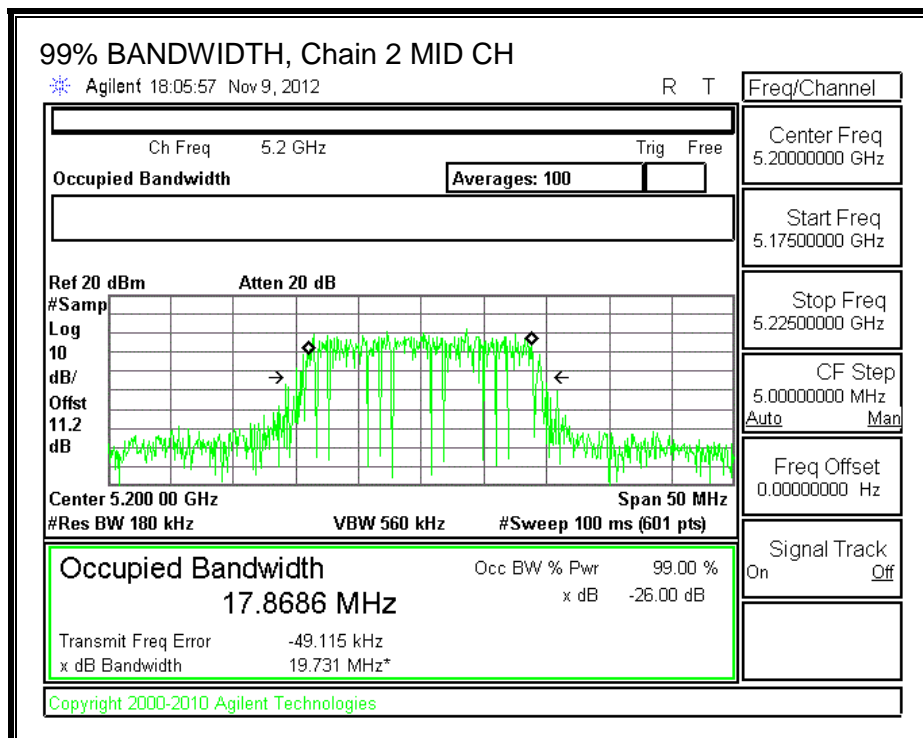 99% BANDWIDTH, Chain 2 MID CH
Agilent 18:05:57 Nov 9, 2012 R T
Freq/Channel
Ch Freq 5.2 GHz Trig Free
Occupied Bandwidth Averages: 100
Center Freq
5.20000000 GHz
Start Freq
5.17500000 GHz
Stop Freq
5.22500000 GHz
CF Step
5.00000000 MHz
Auto Man
Freq Offset
0.00000000 Hz
Signal Track
On Off
Ref 20 dBm Atten 20 dB
#Samp
Log
10
dB/
Offst
11.2
dB
Center 5.200 00 GHz Span 50 MHz
#Res BW 180 kHz VBW 560 kHz #Sweep 100 ms (601 pts)
Occupied Bandwidth
17.8686 MHz
Occ BW % Pwr 99.00 %
x dB -26.00 dB
Transmit Freq Error -49.115 kHz
x dB Bandwidth 19.731 MHz*
Copyright 2000-2010 Agilent Technologies